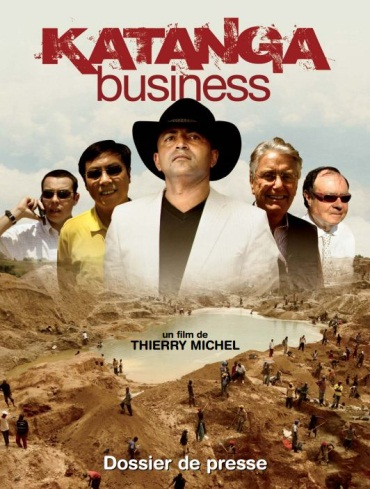 KATANGA
business
un film de
THIERRY MICHEL
Dossier de presse